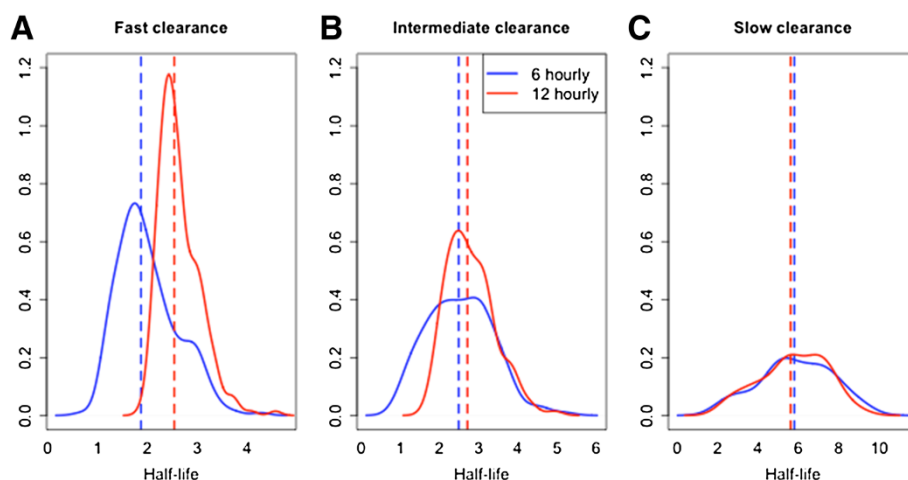 A Fast clearance
B Intermediate clearance
C Slow clearance
1.2
1.0
0.8
0.6
0.4
0.2
0.0
0 1 2 3 4
Half-life
6 hourly
12 hourly
1.2
1.0
0.8
0.6
0.4
0.2
0.0
0 1 2 3 4 5 6
Half-life
1.2
1.0
0.8
0.6
0.4
0.2
0.0
0 2 4 6 8 10
Half-life